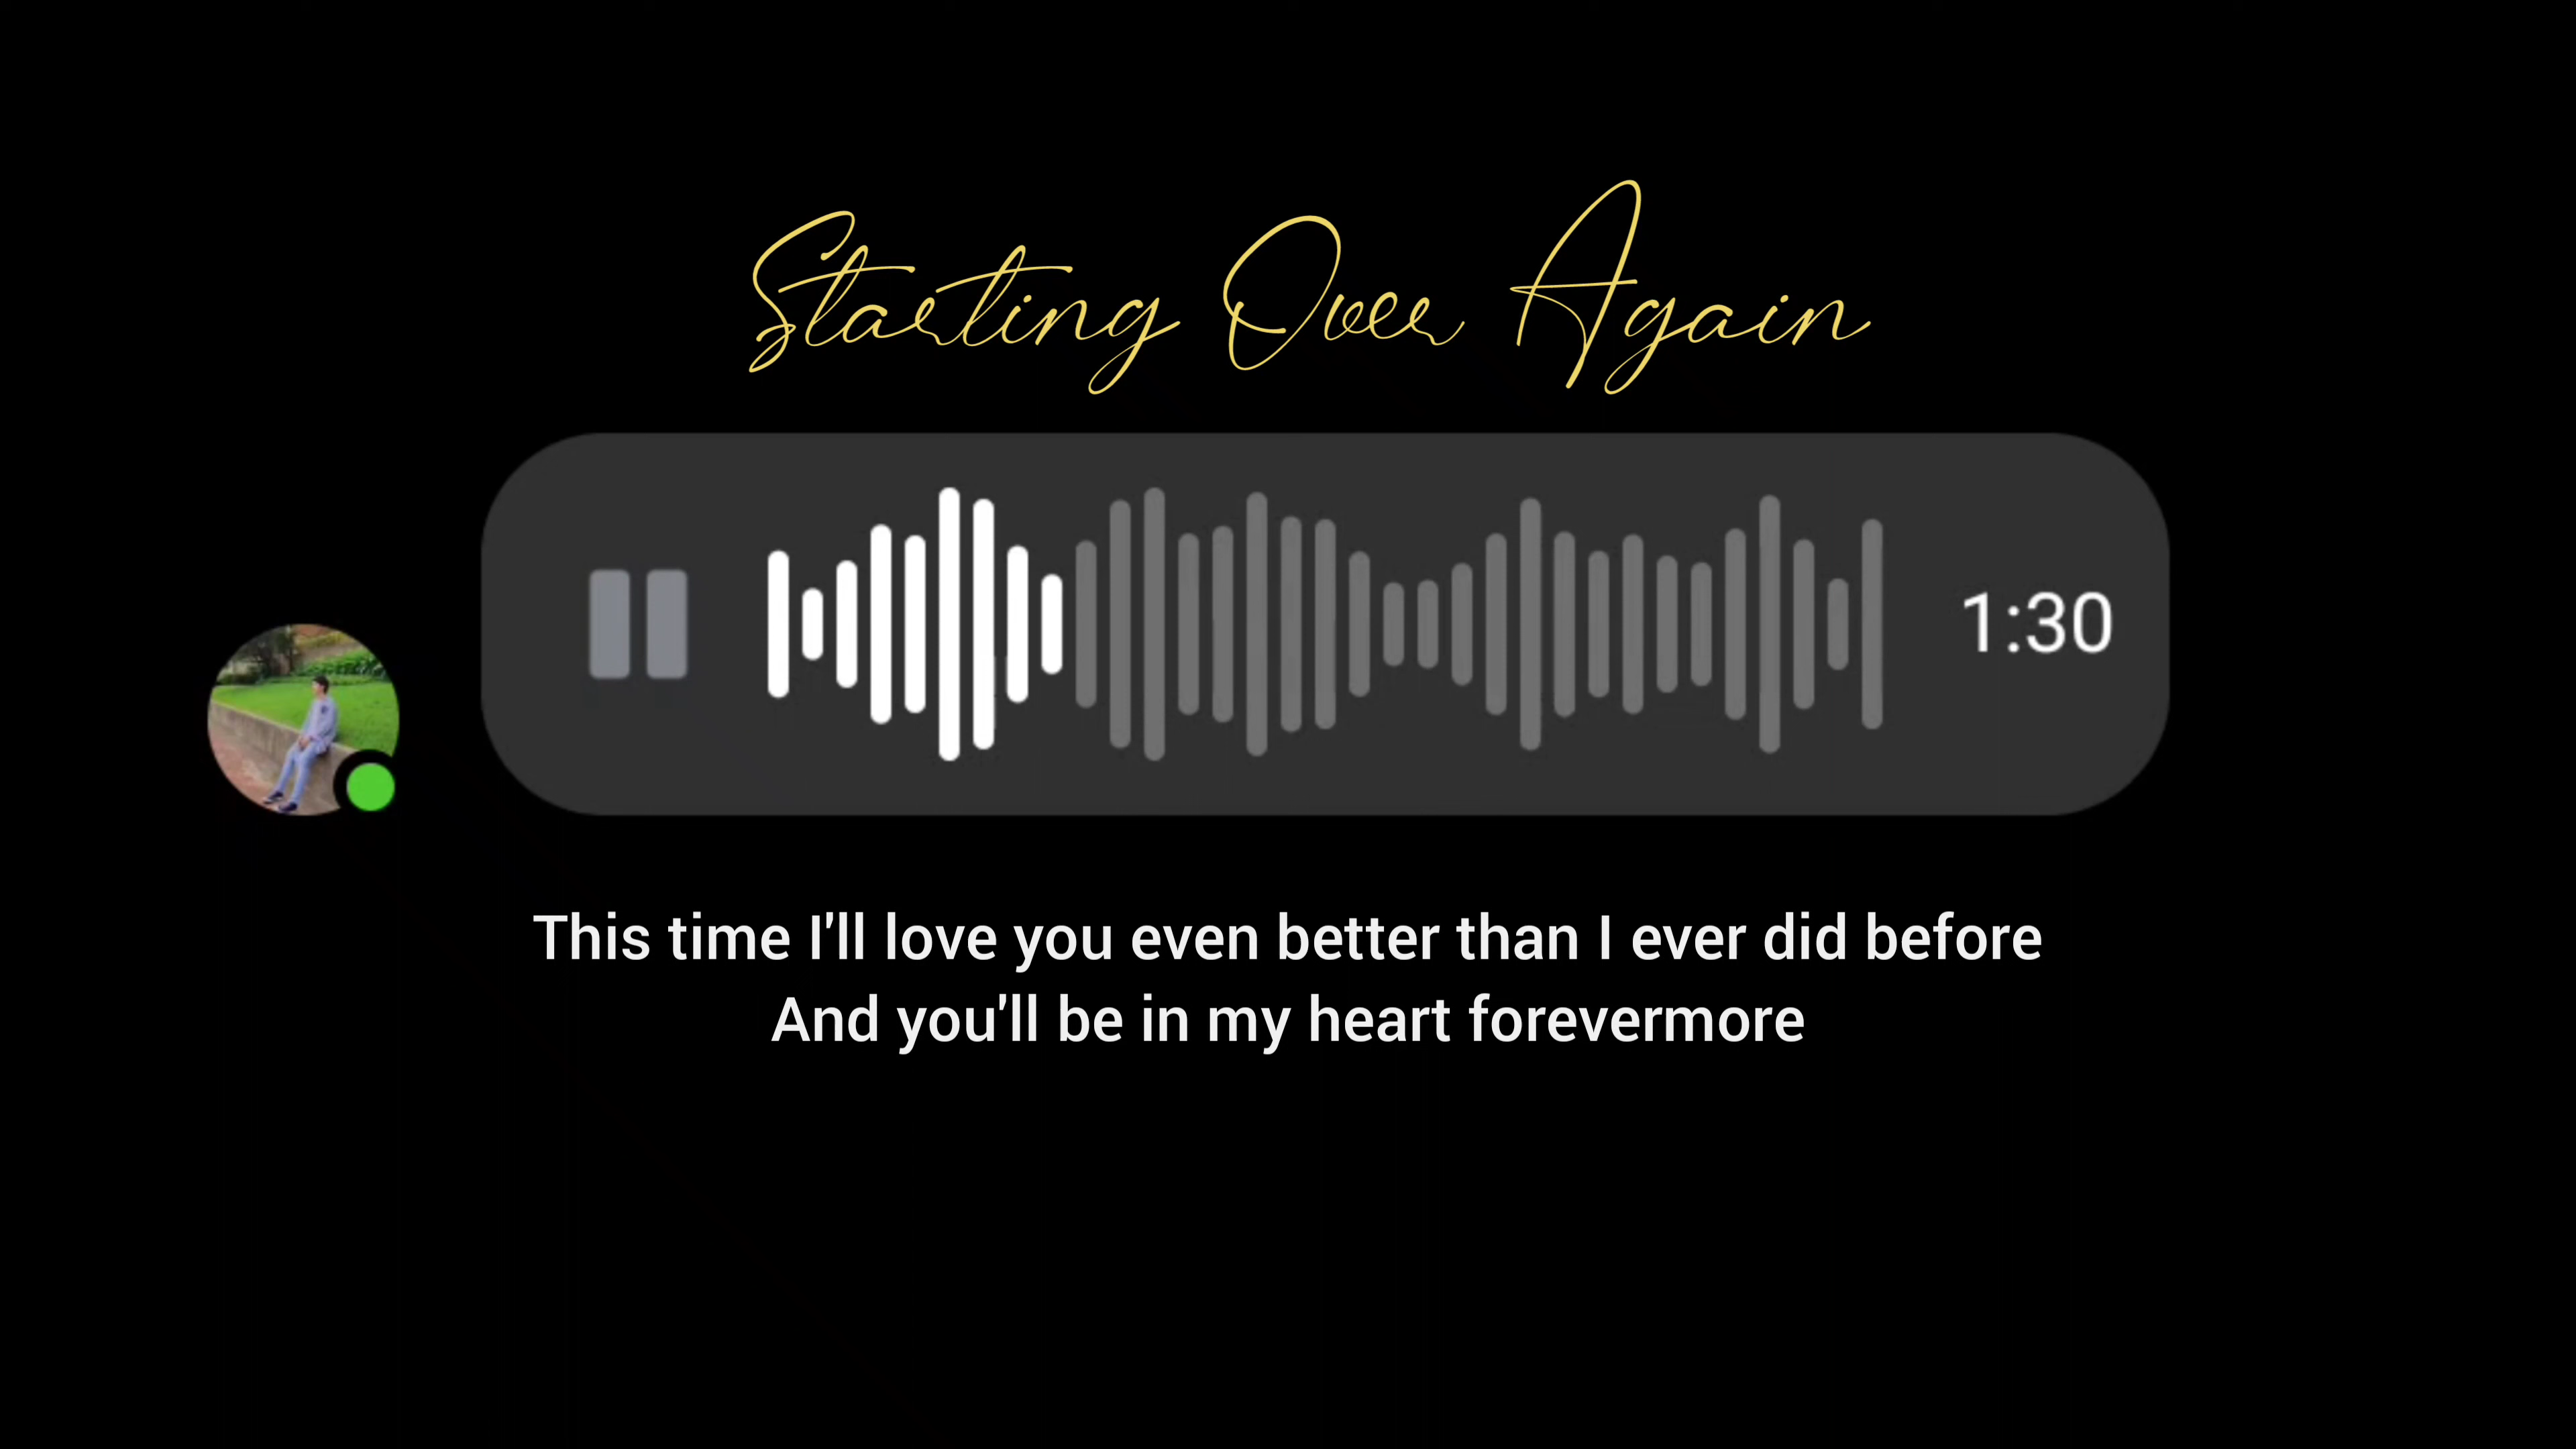 Starting Over Again
1:30
This time I'll love you even better than I ever did before
And you'll be in my heart forevermore